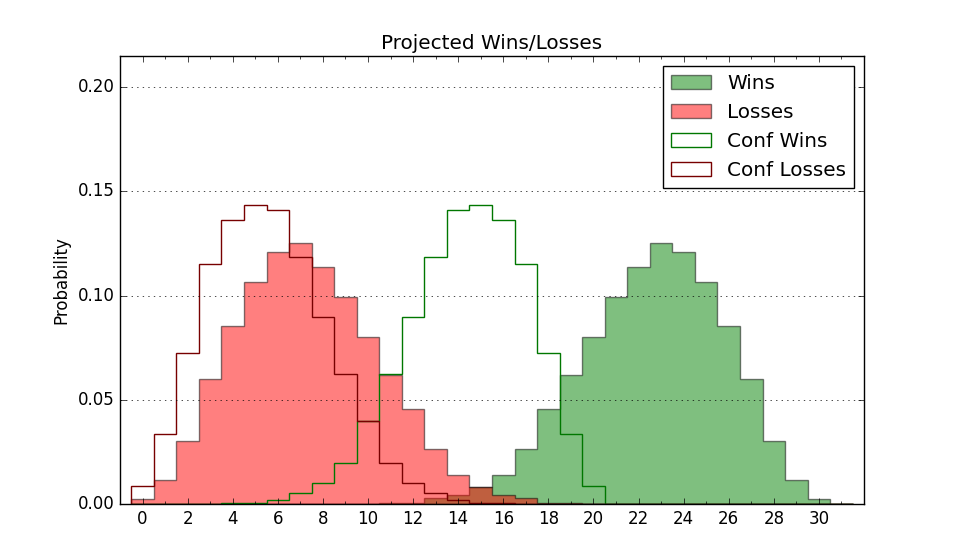 Projected Wins/Losses
Wins
Losses
Conf Wins
Conf Losses
Probability
0.20
0.15
0.10
0.05
0.00
0 2 4 6 8 10 12 14 16 18 20 22 24 26 28 30